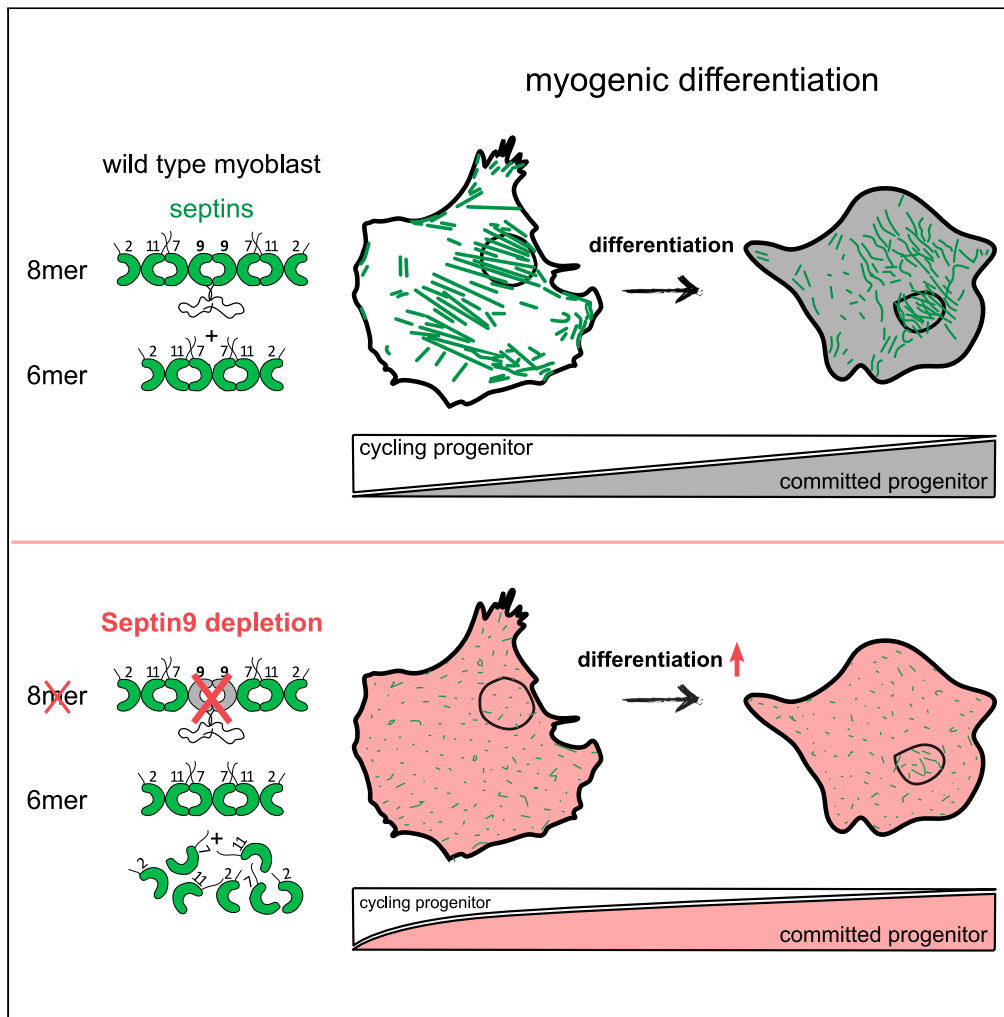 myogenic differentiation
wild type myoblast
septins
8mer
2 11 7 9 9 7 11 2
+
6mer
2 11 7 7 11 2
differentiation
cycling progenitor
committed progenitor
Septin9 depletion
8mer
2 11 7 9 9 7 11 2
6mer
2 11 7 7 11 2
+
2 7 11 11 2 7 2
differentiation
cycling progenitor
committed progenitor